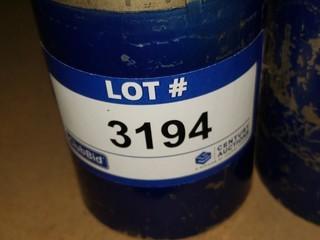 LOT #
3194
CENTURY
AUCTIONS